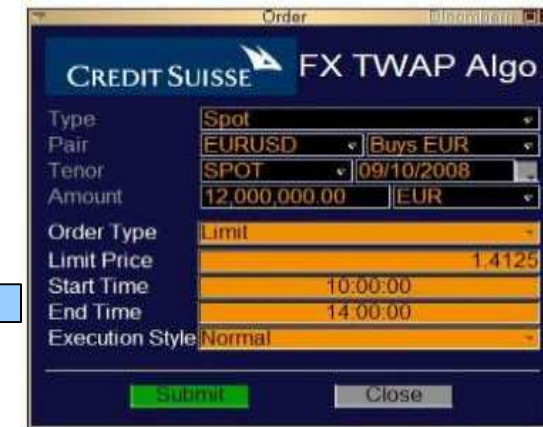 Order Bloomberg
CREDIT SUISSE FX TWAP Algo
Type Spot
Pair EURUSD Buys EUR
Tenor SPOT 09/10/2008
Amount 12,000,000.00 EUR
Order Type Limit
Limit Price 1.4125
Start Time 10:00:00
End Time 14:00:00
Execution Style Normal
Submit Close